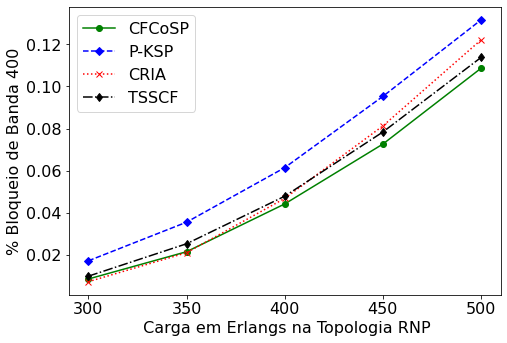 CFCoSP
P-KSP
CRIA
TSSCF
% Bloqueio de Banda 400
0.12
0.10
0.08
0.06
0.04
0.02
300 350 400 450 500
Carga em Erlangs na Topologia RNP